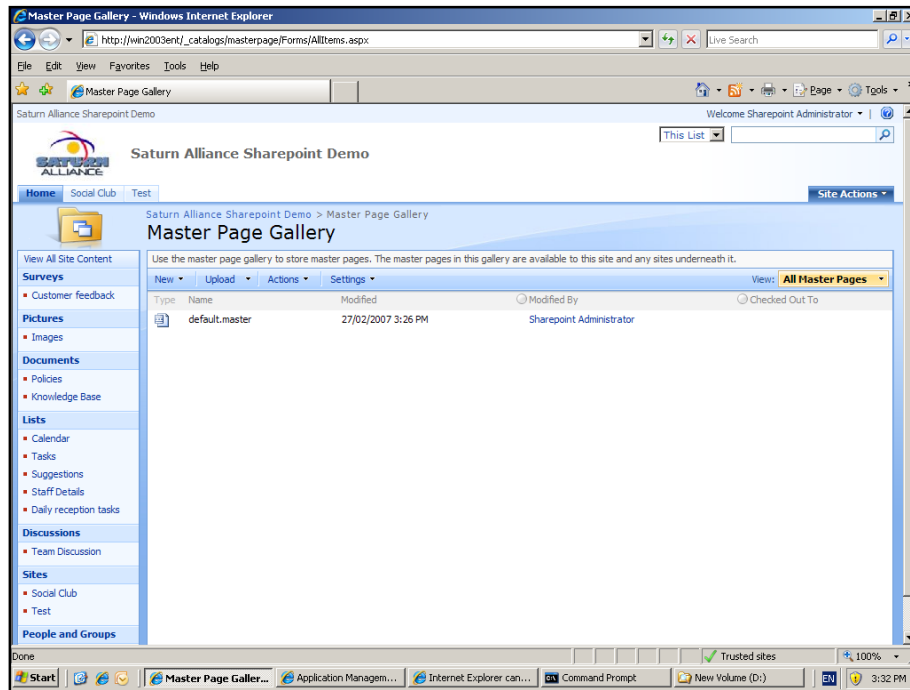 Master Page Gallery - Windows Internet Explorer
http://win2003ent/_catalogs/masterpage/Forms/AllItems.aspx
Live Search
File Edit View Favorites Tools Help
Master Page Gallery
Page Tools
Saturn Alliance Sharepoint Demo
Welcome Sharepoint Administrator
This List
SATURN
ALLIANCE
Saturn Alliance Sharepoint Demo
Home Social Club Test
Site Actions
Saturn Alliance Sharepoint Demo > Master Page Gallery
Master Page Gallery
View All Site Content
Surveys
Customer feedback
Pictures
Images
Documents
Policies
Knowledge Base
Lists
Calendar
Tasks
Suggestions
Staff Details
Daily reception tasks
Discussions
Team Discussion
Sites
Social Club
Test
People and Groups
Use the master page gallery to store master pages. The master pages in this gallery are available to this site and any sites underneath it.
New Upload Actions Settings
View: All Master Pages
Type Name Modified Modified By Checked Out To
default.master 27/02/2007 3:26 PM Sharepoint Administrator
Done
Trusted sites
100%
Start
Master Page Galler...
Application Managem...
Internet Explorer can...
Command Prompt
New Volume (D:)
EN
3:32 PM